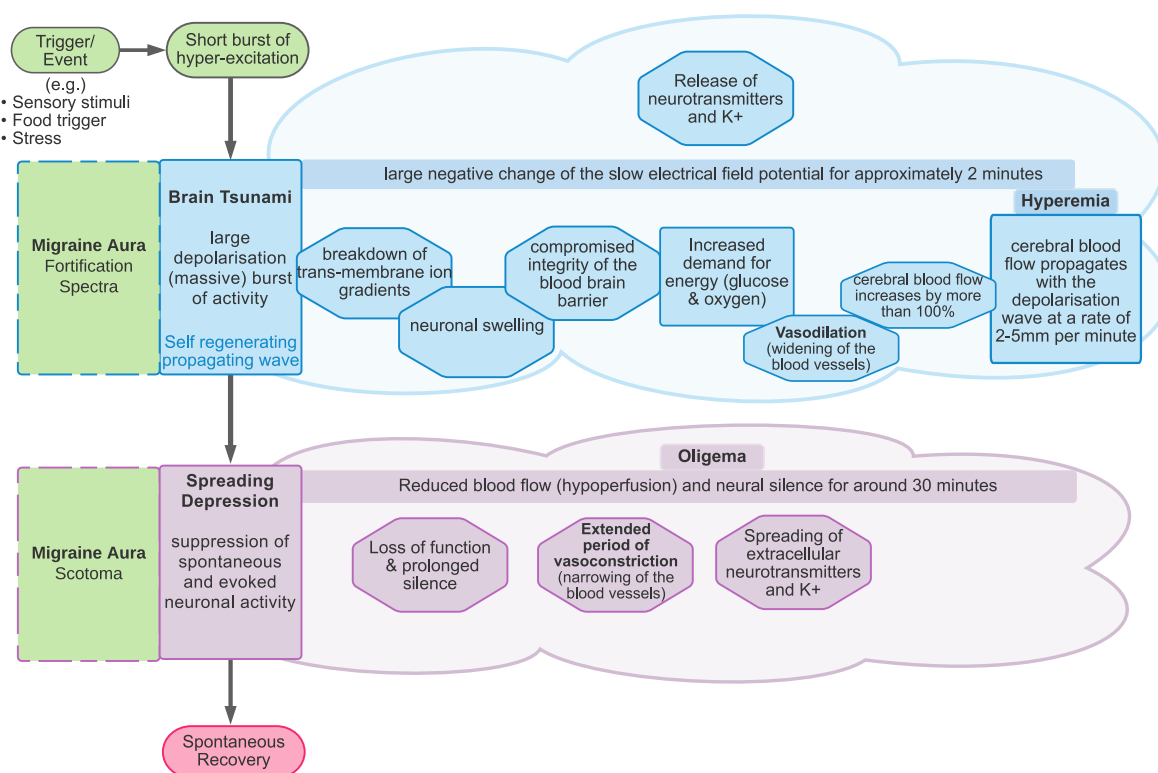 Trigger/
Event
(e.g.)
• Sensory stimuli
• Food trigger
• Stress
Short burst of
hyper-excitation
Release of
neurotransmitters
and K+
large negative change of the slow electrical field potential for approximately 2 minutes
Migraine Aura
Fortification
Spectra
Brain Tsunami
large
depolarisation
(massive) burst
of activity
Self regenerating
propagating wave
breakdown of
trans-membrane ion
gradients
neuronal swelling
compromised
integrity of the
blood brain
barrier
Increased
demand for
energy (glucose
& oxygen)
Vasodilation
(widening of the
blood vessels)
cerebral blood flow
increases by more
than 100%
Hyperemia
cerebral blood
flow propagates
with the
depolarisation
wave at a rate of
2-5mm per minute
Oligema
Reduced blood flow (hypoperfusion) and neural silence for around 30 minutes
Migraine Aura
Scotoma
Spreading
Depression
suppression of
spontaneous
and evoked
neuronal activity
Loss of function
& prolonged
silence
Extended
period of
vasoconstriction
(narrowing of the
blood vessels)
Spreading of
extracellular
neurotransmitters
and K+
Spontaneous
Recovery